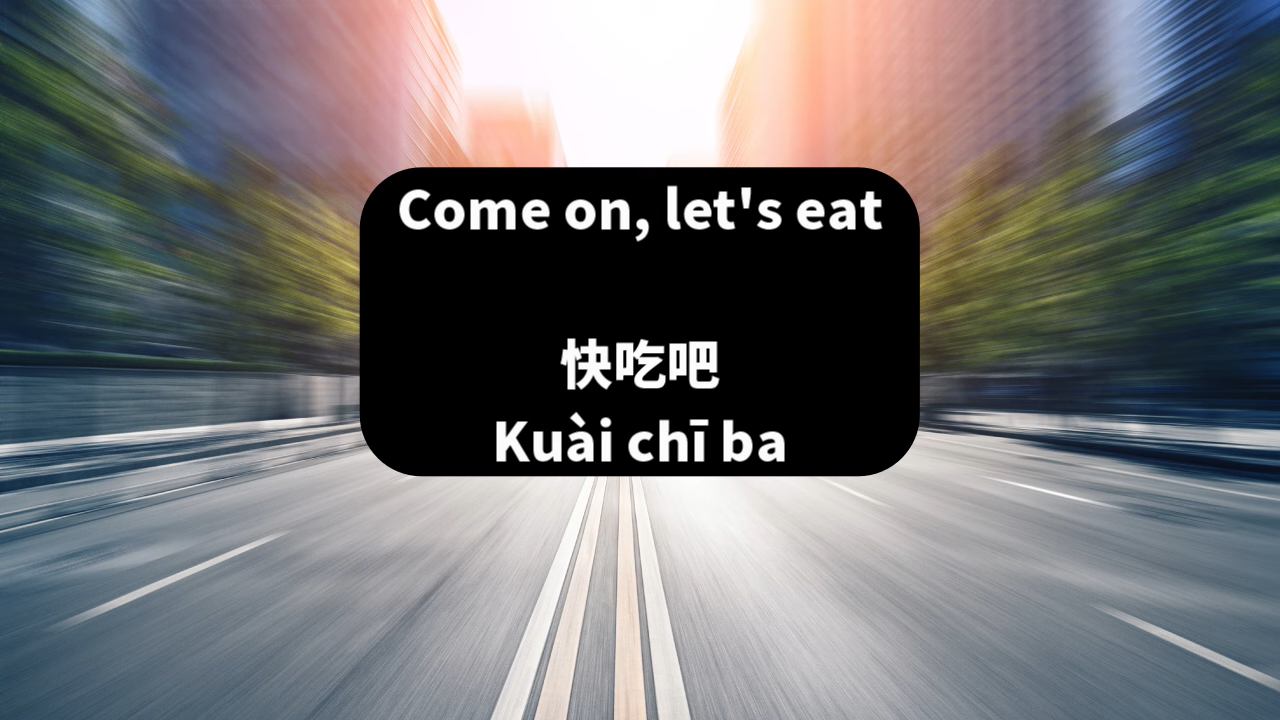 Come on, let's eat
快吃吧
Kuài chī ba